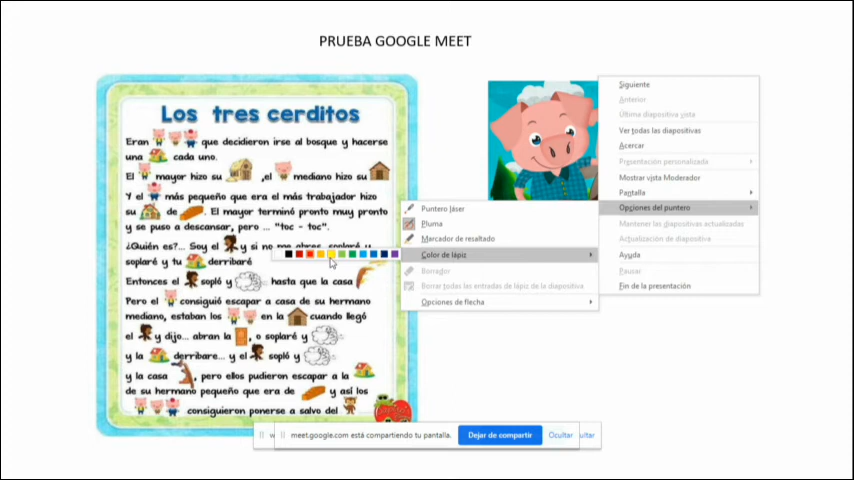 PRUEBA GOOGLE MEET
Los tres cerditos
Eran que decidieron irse al bosque y hacerse
una cada uno.
El mayor hizo su ,el mediano hizo su
Y el más pequeño que era el más trabajador hizo
su de . El mayor terminó pronto muy pronto
y se puso a descansar, pero ... "toc - toc".
¿Quién es?... Soy el y si no me abres, soplaré y
soplaré y tu derribaré
Entonces el sopló y hasta que la casa
Pero el consiguió escapar a casa de su hermano
mediano, estaban los en la cuando llegó
el y dijo... abran la , o soplaré y
y la derribare... y el sopló y
y la casa , pero ellos pudieron escapar a la
de su hermano pequeño que era de y así los
consiguieron ponerse a salvo del
Siguiente
Anterior
Última diapositiva vista
Ver todas las diapositivas
Acercar
Presentación personalizada
Mostrar vista Moderador
Pantalla
Opciones del puntero
Mantener las diapositivas actualizadas
Actualización de diapositiva
Ayuda
Pausar
Fin de la presentación
Puntero láser
Pluma
Marcador de resaltado
Color de lápiz
Borrador
Borrar todas las entradas de lápiz de la diapositiva
Opciones de flecha
meet.google.com está compartiendo tu pantalla.
Dejar de compartir
Ocultar
ultar